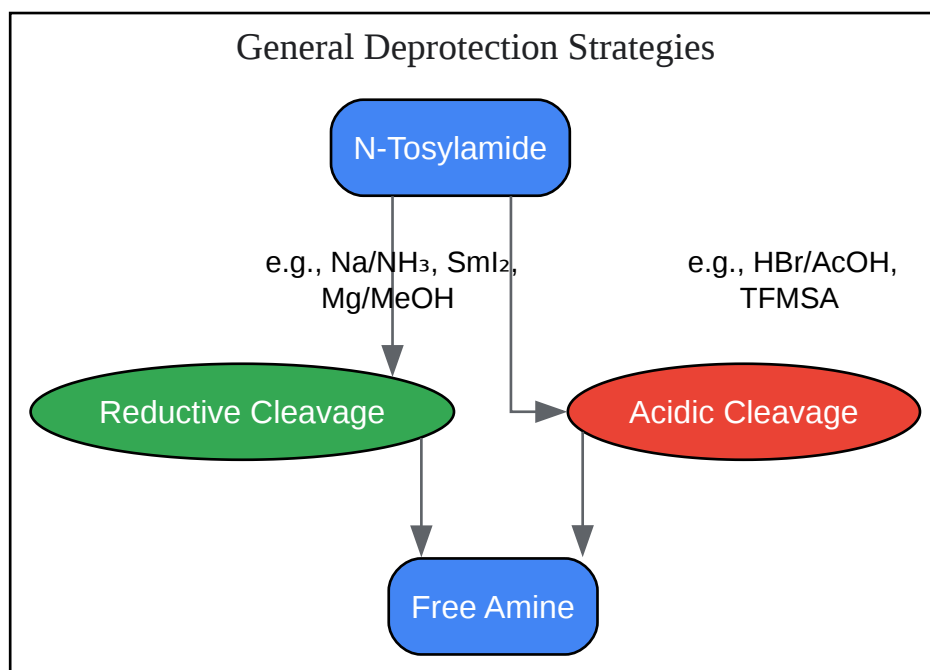 General Deprotection Strategies
N-Tosylamide
e.g., Na/NH₃, SmI₂,
Mg/MeOH
e.g., HBr/AcOH,
TFMSA
Reductive Cleavage
Acidic Cleavage
Free Amine